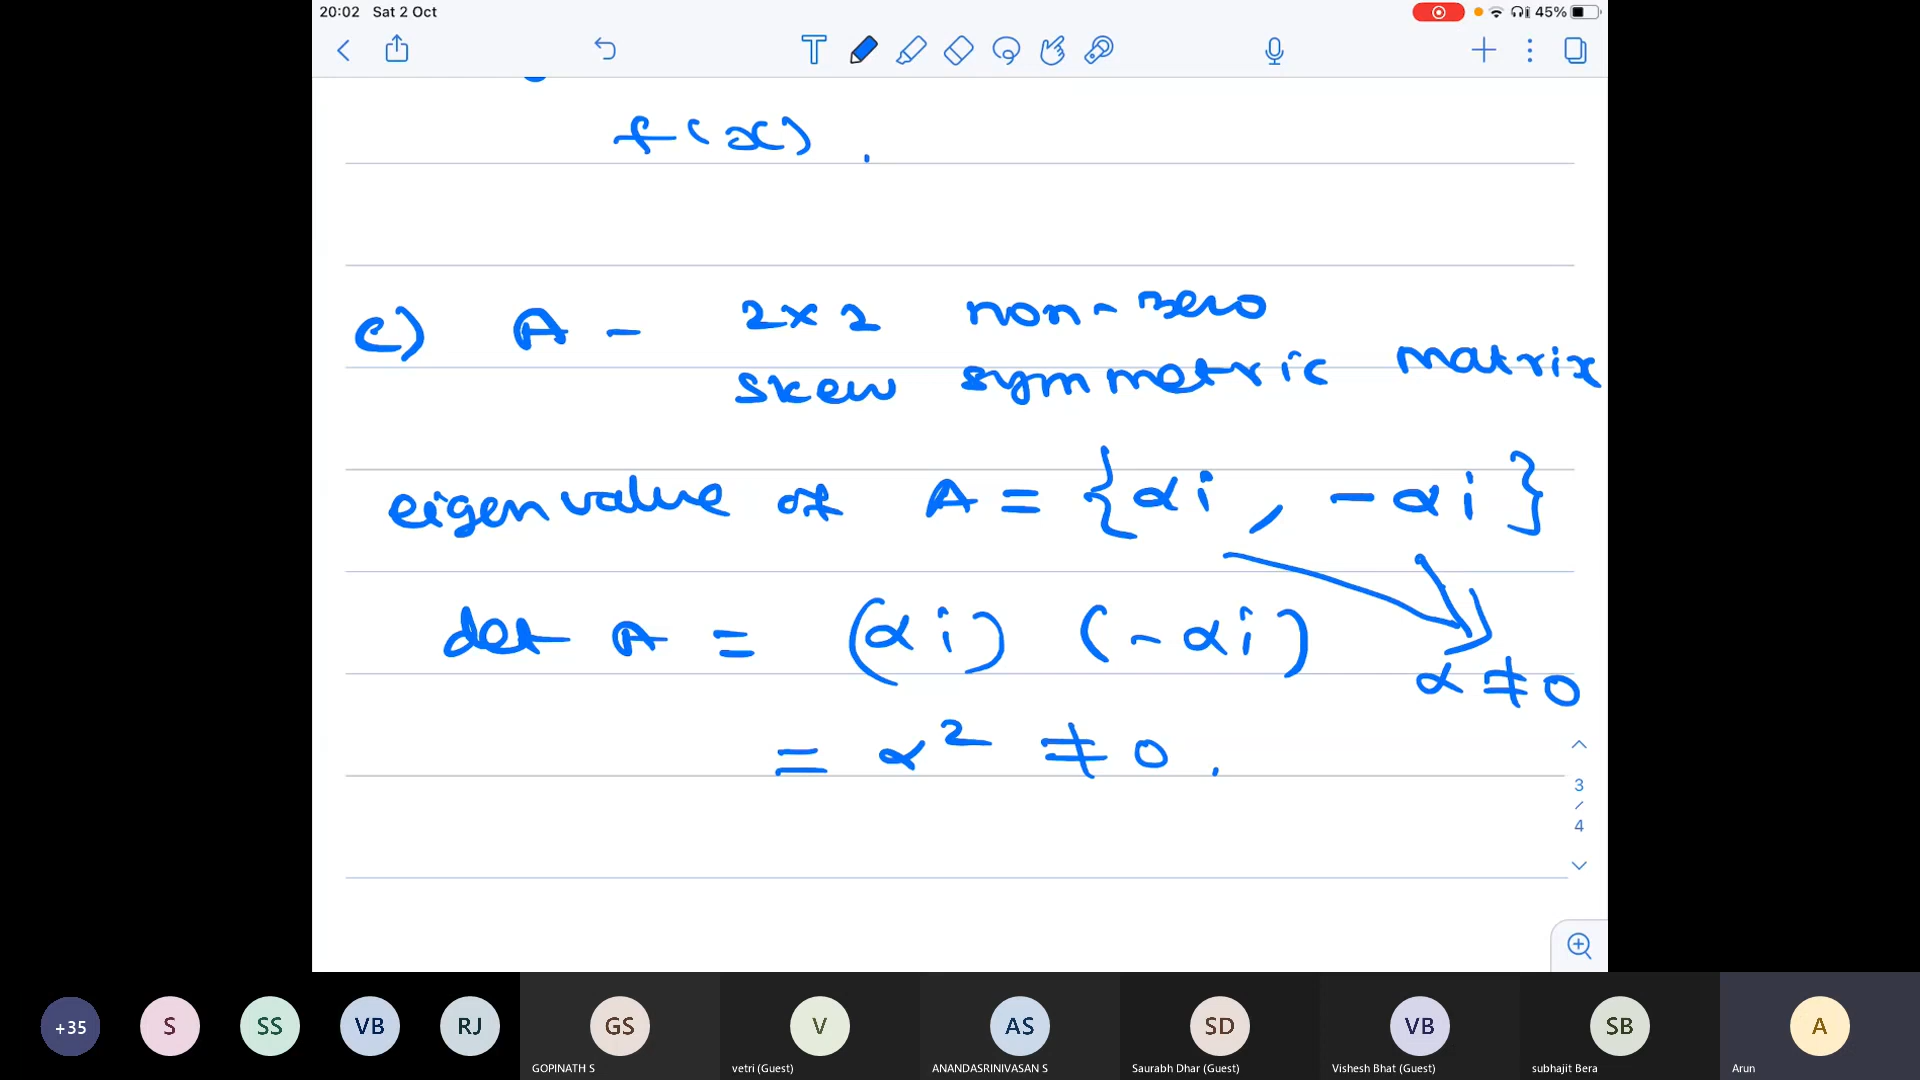 20:02 Sat 2 Oct
45%
f(x).
c) A - 2x2 non-zero
skew symmetric matrix
eigen value of A = {αi, -αi}
det A = (αi) (-αi)
α ≠ 0
= α² ≠ 0.
3
/
4
+35
S
SS
VB
RJ
GS
V
AS
SD
VB
SB
A
GOPINATH S
vetri (Guest)
ANANDASRINIVASAN S
Saurabh Dhar (Guest)
Vishesh Bhat (Guest)
subhajit Bera
Arun